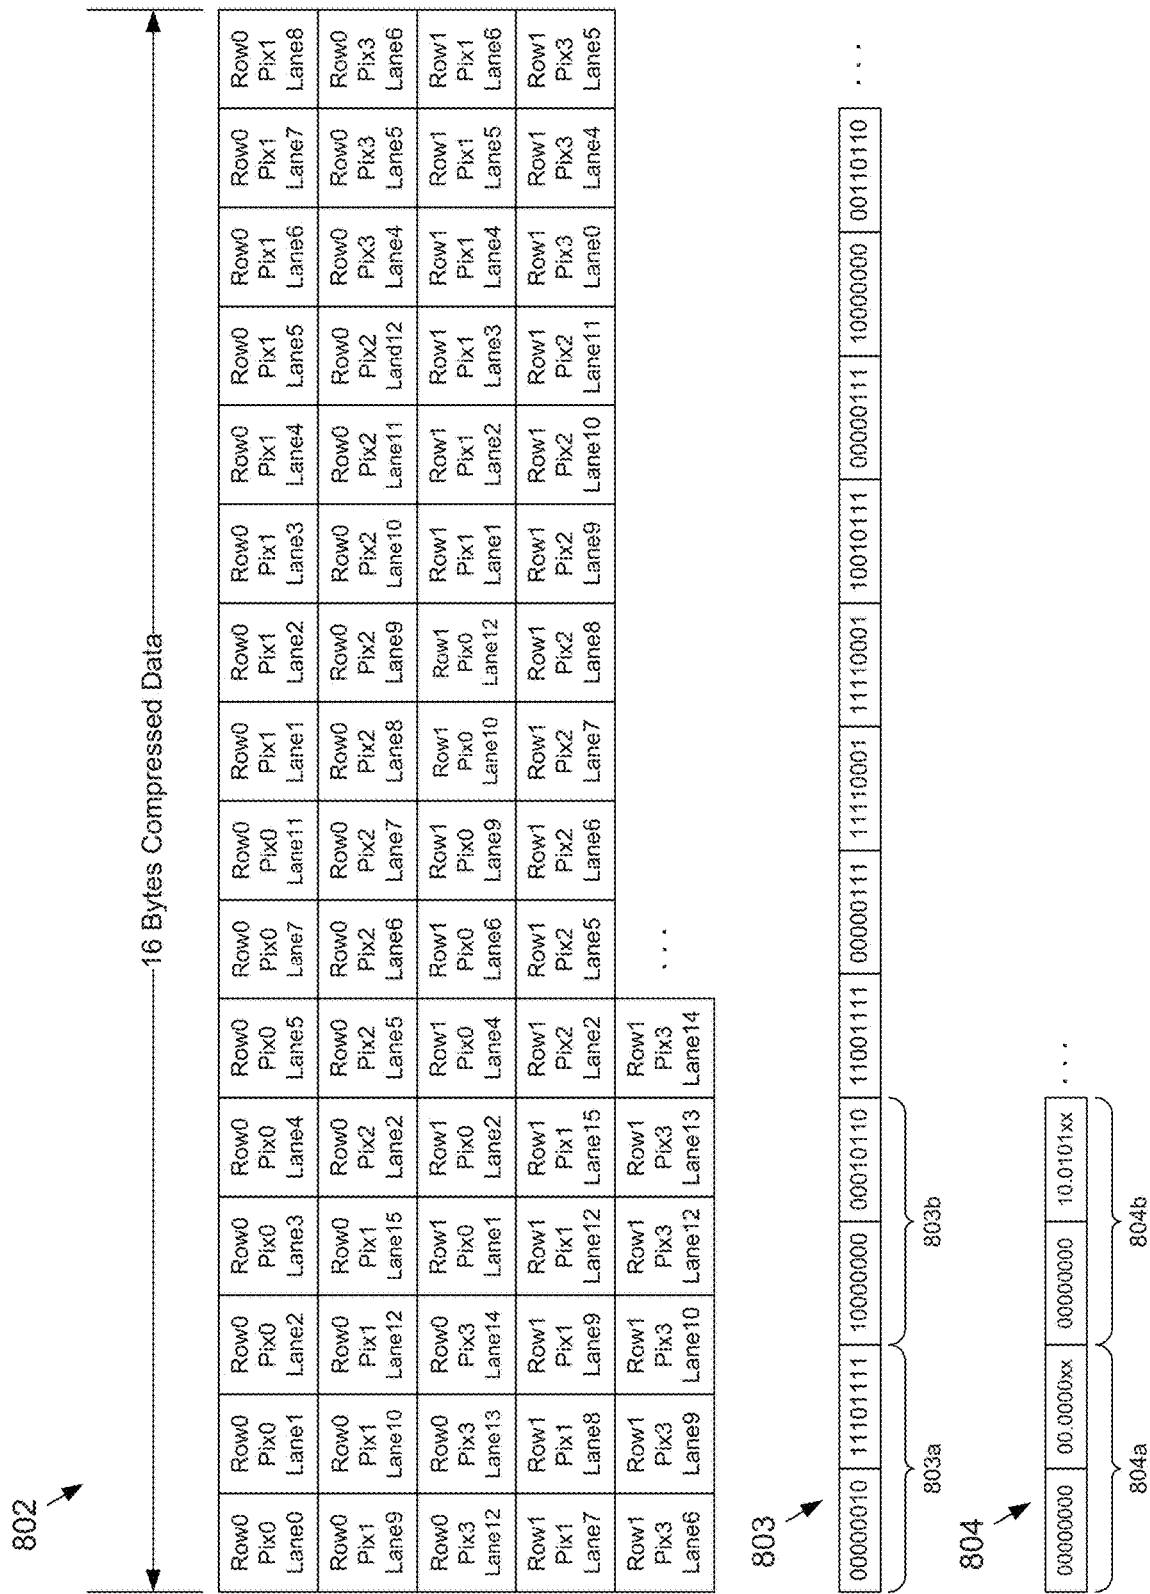 802
16 Bytes Compressed Data
Row0 Pix0 Lane0
Row0 Pix0 Lane1
Row0 Pix0 Lane2
Row0 Pix0 Lane3
Row0 Pix0 Lane4
Row0 Pix0 Lane5
Row0 Pix0 Lane7
Row0 Pix0 Lane11
Row0 Pix1 Lane1
Row0 Pix1 Lane2
Row0 Pix1 Lane3
Row0 Pix1 Lane4
Row0 Pix1 Lane5
Row0 Pix1 Lane6
Row0 Pix1 Lane7
Row0 Pix1 Lane8
Row0 Pix1 Lane9
Row0 Pix1 Lane10
Row0 Pix1 Lane12
Row0 Pix1 Lane15
Row0 Pix2 Lane2
Row0 Pix2 Lane5
Row0 Pix2 Lane6
Row0 Pix2 Lane7
Row0 Pix2 Lane8
Row0 Pix2 Lane9
Row0 Pix2 Lane10
Row0 Pix2 Lane11
Row0 Pix2 Land12
Row0 Pix3 Lane4
Row0 Pix3 Lane5
Row0 Pix3 Lane6
Row0 Pix3 Lane12
Row0 Pix3 Lane13
Row0 Pix3 Lane14
Row1 Pix0 Lane1
Row1 Pix0 Lane2
Row1 Pix0 Lane4
Row1 Pix0 Lane6
Row1 Pix0 Lane9
Row1 Pix0 Lane10
Row1 Pix0 Lane12
Row1 Pix1 Lane1
Row1 Pix1 Lane2
Row1 Pix1 Lane3
Row1 Pix1 Lane4
Row1 Pix1 Lane5
Row1 Pix1 Lane6
Row1 Pix1 Lane7
Row1 Pix1 Lane8
Row1 Pix1 Lane9
Row1 Pix1 Lane12
Row1 Pix1 Lane15
Row1 Pix2 Lane2
Row1 Pix2 Lane5
Row1 Pix2 Lane6
Row1 Pix2 Lane7
Row1 Pix2 Lane8
Row1 Pix2 Lane9
Row1 Pix2 Lane10
Row1 Pix2 Lane11
Row1 Pix3 Lane0
Row1 Pix3 Lane4
Row1 Pix3 Lane5
Row1 Pix3 Lane6
Row1 Pix3 Lane9
Row1 Pix3 Lane10
Row1 Pix3 Lane12
Row1 Pix3 Lane13
Row1 Pix3 Lane14
. . .
803
00000010 11101111 10000000 00010110 11001111 00000111 11110001 11110001 10010111 00000111 10000000 00110110 . . .
803a 803b
804
00000000 00.0000xx 00000000 10.0101xx . . .
804a 804b